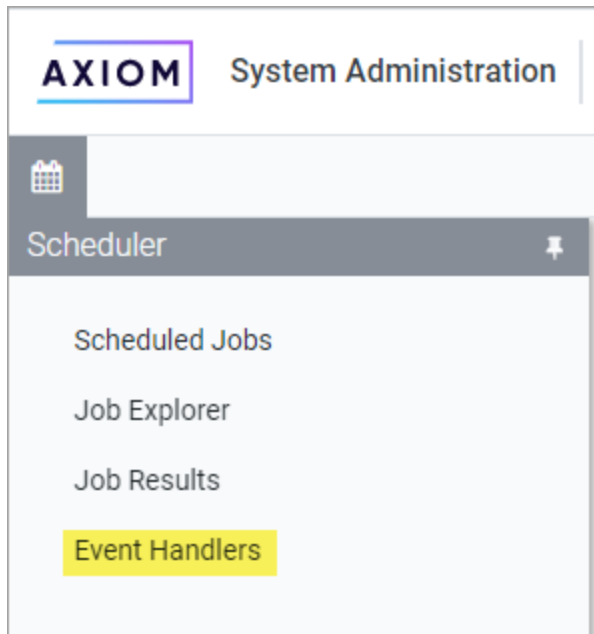 AXIOM System Administration
Scheduler
Scheduled Jobs
Job Explorer
Job Results
Event Handlers